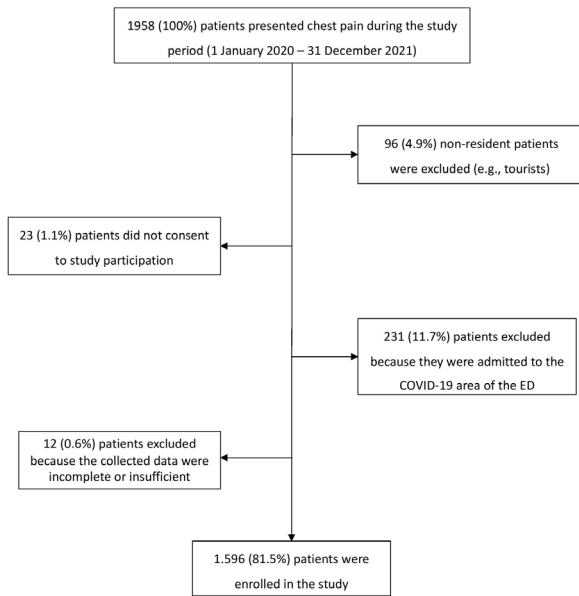 1958 (100%) patients presented chest pain during the study
period (1 January 2020 – 31 December 2021)
96 (4.9%) non-resident patients
were excluded (e.g., tourists)
23 (1.1%) patients did not consent
to study participation
231 (11.7%) patients excluded
because they were admitted to the
COVID-19 area of the ED
12 (0.6%) patients excluded
because the collected data were
incomplete or insufficient
1.596 (81.5%) patients were
enrolled in the study